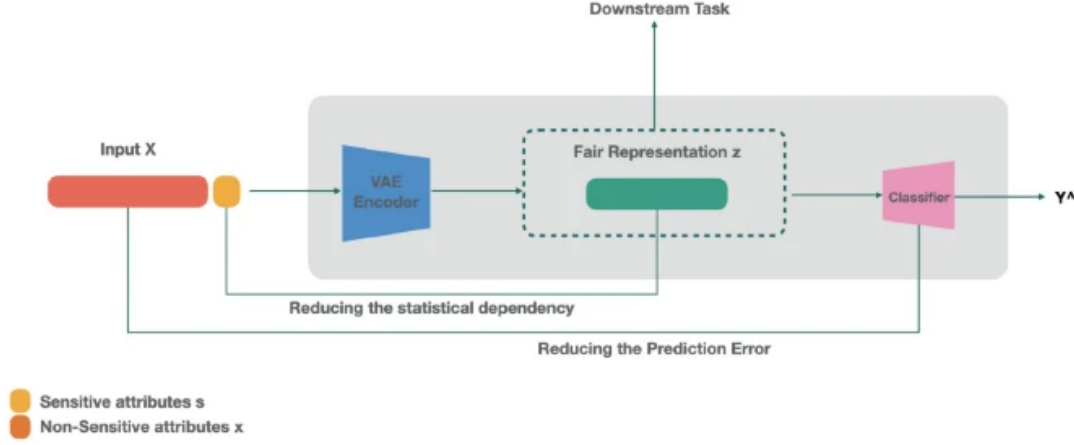 Downstream Task
Input X
Fair Representation z
VAE
Encoder
Classifier
Y^
Reducing the statistical dependency
Reducing the Prediction Error
Sensitive attributes s
Non-Sensitive attributes x